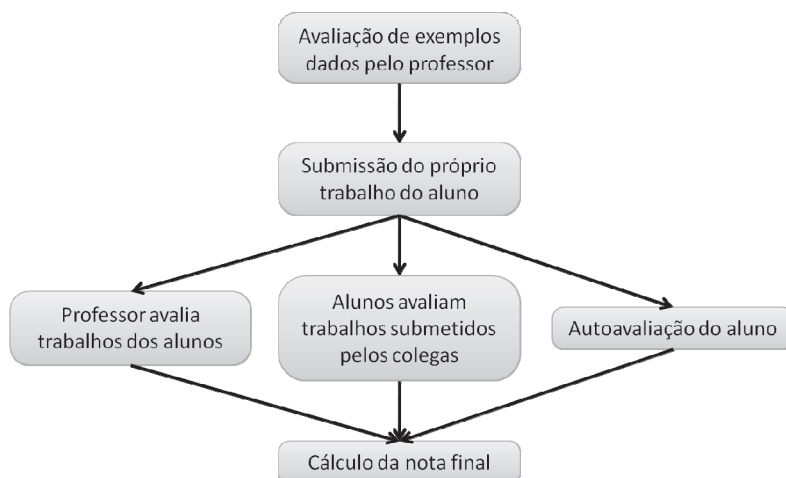 Avaliação de exemplos
dados pelo professor
Submissão do próprio
trabalho do aluno
Professor avalia
trabalhos dos alunos
Alunos avaliam
trabalhos submetidos
pelos colegas
Autoavaliação do aluno
Cálculo da nota final